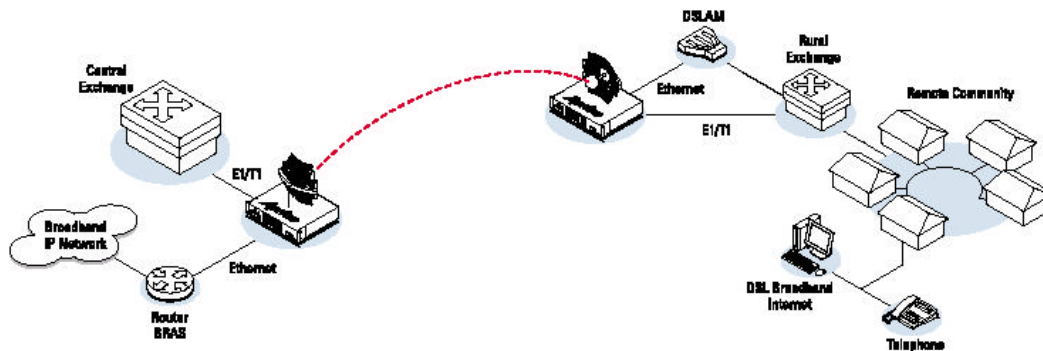 DSLAM
Rural
Exchange
Central
Exchange
Ethernet
Remote Community
E1/T1
E1/T1
Broadband
IP Network
Ethernet
Router
BRAS
DSL Broadband
Internet
Telephone